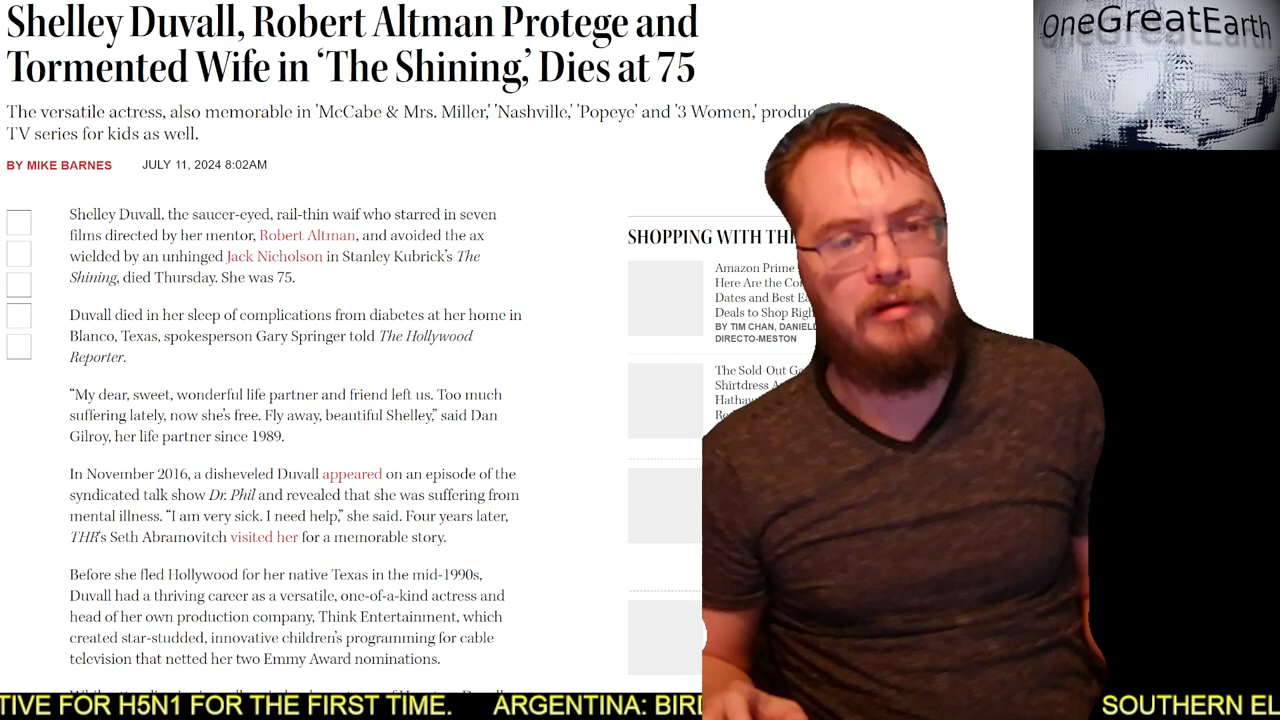 Shelley Duvall, Robert Altman Protege and
Tormented Wife in ‘The Shining,’ Dies at 75
The versatile actress, also memorable in 'McCabe & Mrs. Miller,' 'Nashville,' 'Popeye' and '3 Women,'
TV series for kids as well.
BY MIKE BARNES JULY 11, 2024 8:02AM
Shelley Duvall, the saucer-eyed, rail-thin waif who starred in seven
films directed by her mentor, Robert Altman, and avoided the ax
wielded by an unhinged Jack Nicholson in Stanley Kubrick’s The
Shining, died Thursday. She was 75.
Duvall died in her sleep of complications from diabetes at her home in
Blanco, Texas, spokesperson Gary Springer told The Hollywood
Reporter.
“My dear, sweet, wonderful life partner and friend left us. Too much
suffering lately, now she’s free. Fly away, beautiful Shelley,” said Dan
Gilroy, her life partner since 1989.
In November 2016, a disheveled Duvall appeared on an episode of the
syndicated talk show Dr. Phil and revealed that she was suffering from
mental illness. “I am very sick. I need help,” she said. Four years later,
THR’s Seth Abramovitch visited her for a memorable story.
Before she fled Hollywood for her native Texas in the mid-1990s,
Duvall had a thriving career as a versatile, one-of-a-kind actress and
head of her own production company, Think Entertainment, which
created star-studded, innovative children’s programming for cable
television that netted her two Emmy Award nominations.
SHOPPING WITH
Amazon Prime
Here Are the
Dates and Best
Deals to Shop
BY TIM CHAN,
DIRECTO-MESTON
The Sold-Out
Shirtdress
OneGreatEarth
TIVE FOR H5N1 FOR THE FIRST TIME. ARGENTINA: SOUTHERN